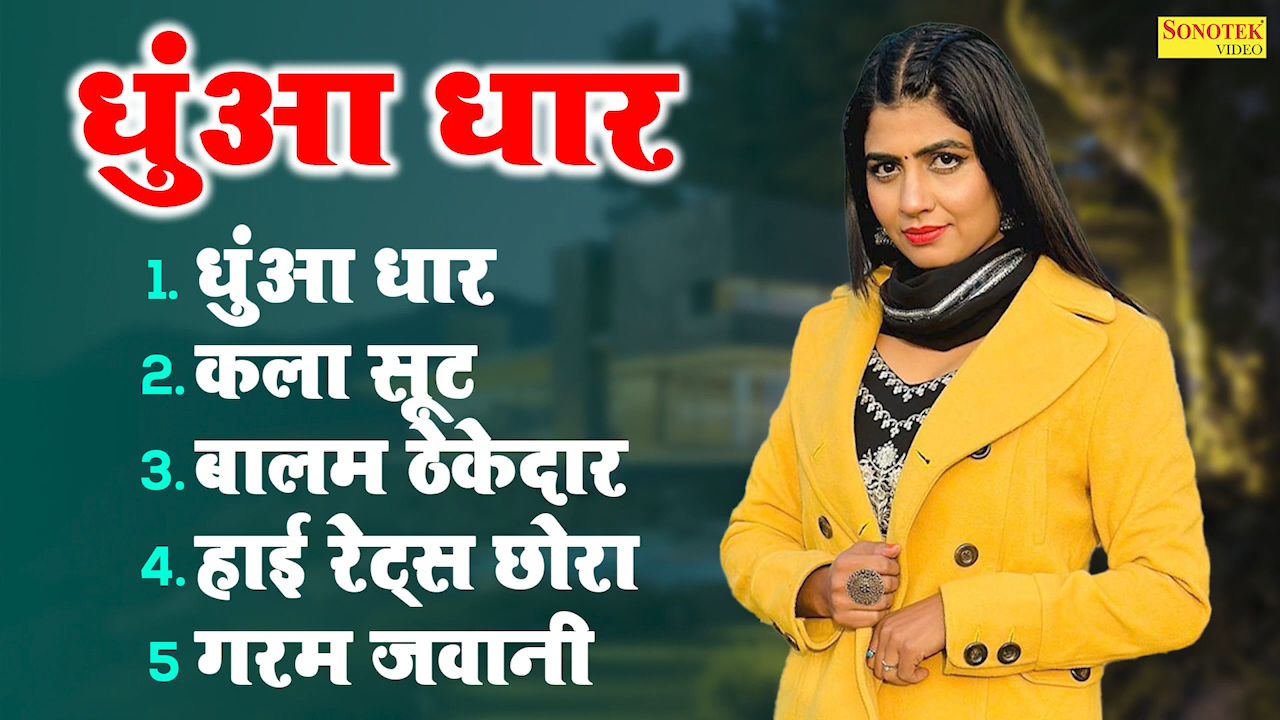 SONOTEK
VIDEO
धुंआ धार
1. धुंआ धार
2. कला सूट
3. बालम ठेकेदार
4. हाई रेट्स छोरा
5 गरम जवानी